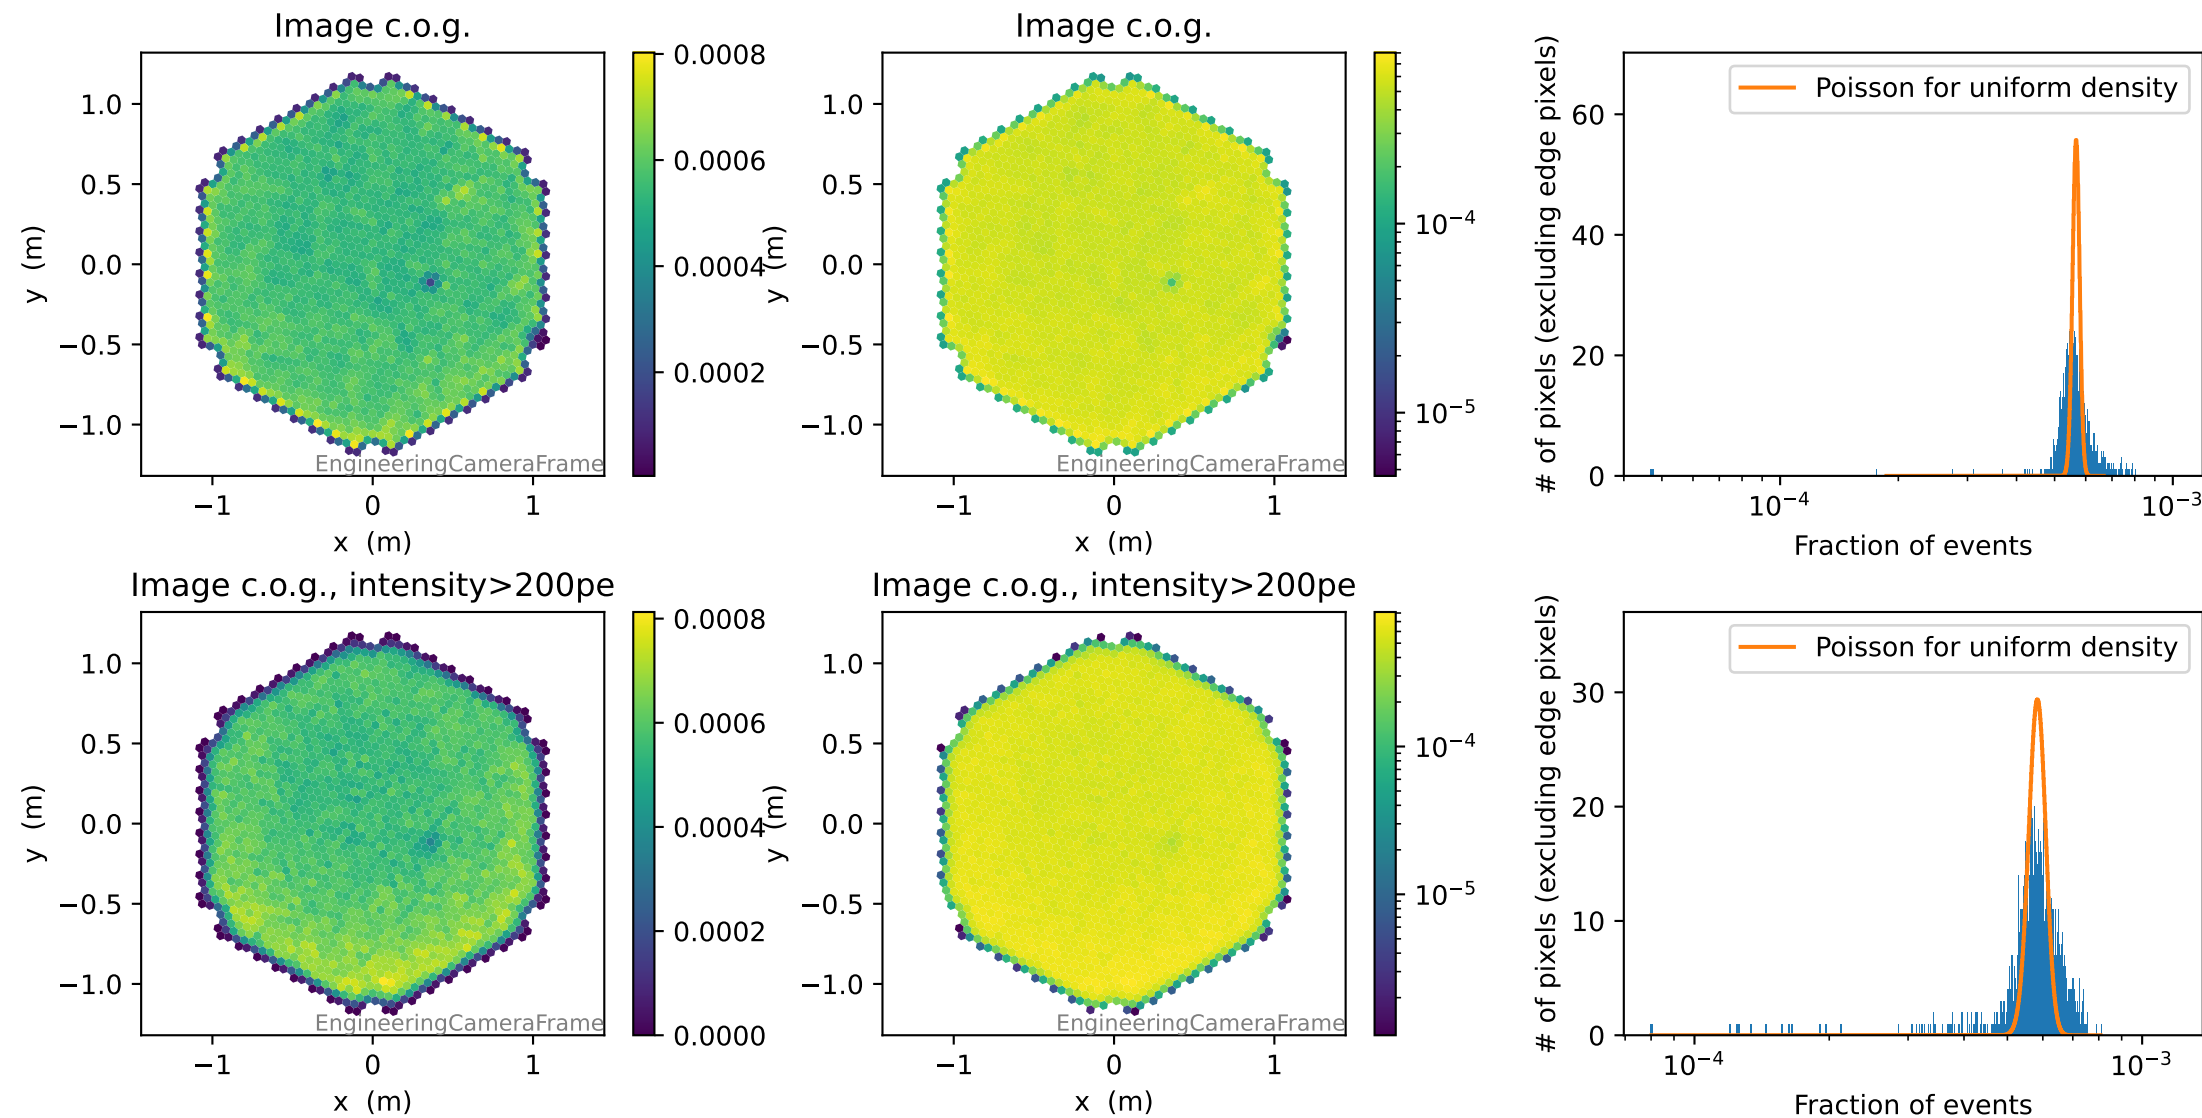 Image c.o.g.
1.0
0.5
0.0
−0.5
−1.0
y (m)
−1
0
1
x (m)
EngineeringCameraFrame
0.0008
0.0006
0.0004
0.0002
Image c.o.g.
1.0
0.5
0.0
−0.5
−1.0
y (m)
−1
0
1
x (m)
EngineeringCameraFrame
10⁻⁴
10⁻⁵
# of pixels (excluding edge pixels)
60
40
20
0
Poisson for uniform density
10⁻⁴
10⁻³
Fraction of events
Image c.o.g., intensity>200pe
1.0
0.5
0.0
−0.5
−1.0
y (m)
−1
0
1
x (m)
EngineeringCameraFrame
0.0008
0.0006
0.0004
0.0002
0.0000
Image c.o.g., intensity>200pe
1.0
0.5
0.0
−0.5
−1.0
y (m)
−1
0
1
x (m)
EngineeringCameraFrame
10⁻⁴
10⁻⁵
# of pixels (excluding edge pixels)
30
20
10
0
Poisson for uniform density
10⁻⁴
10⁻³
Fraction of events